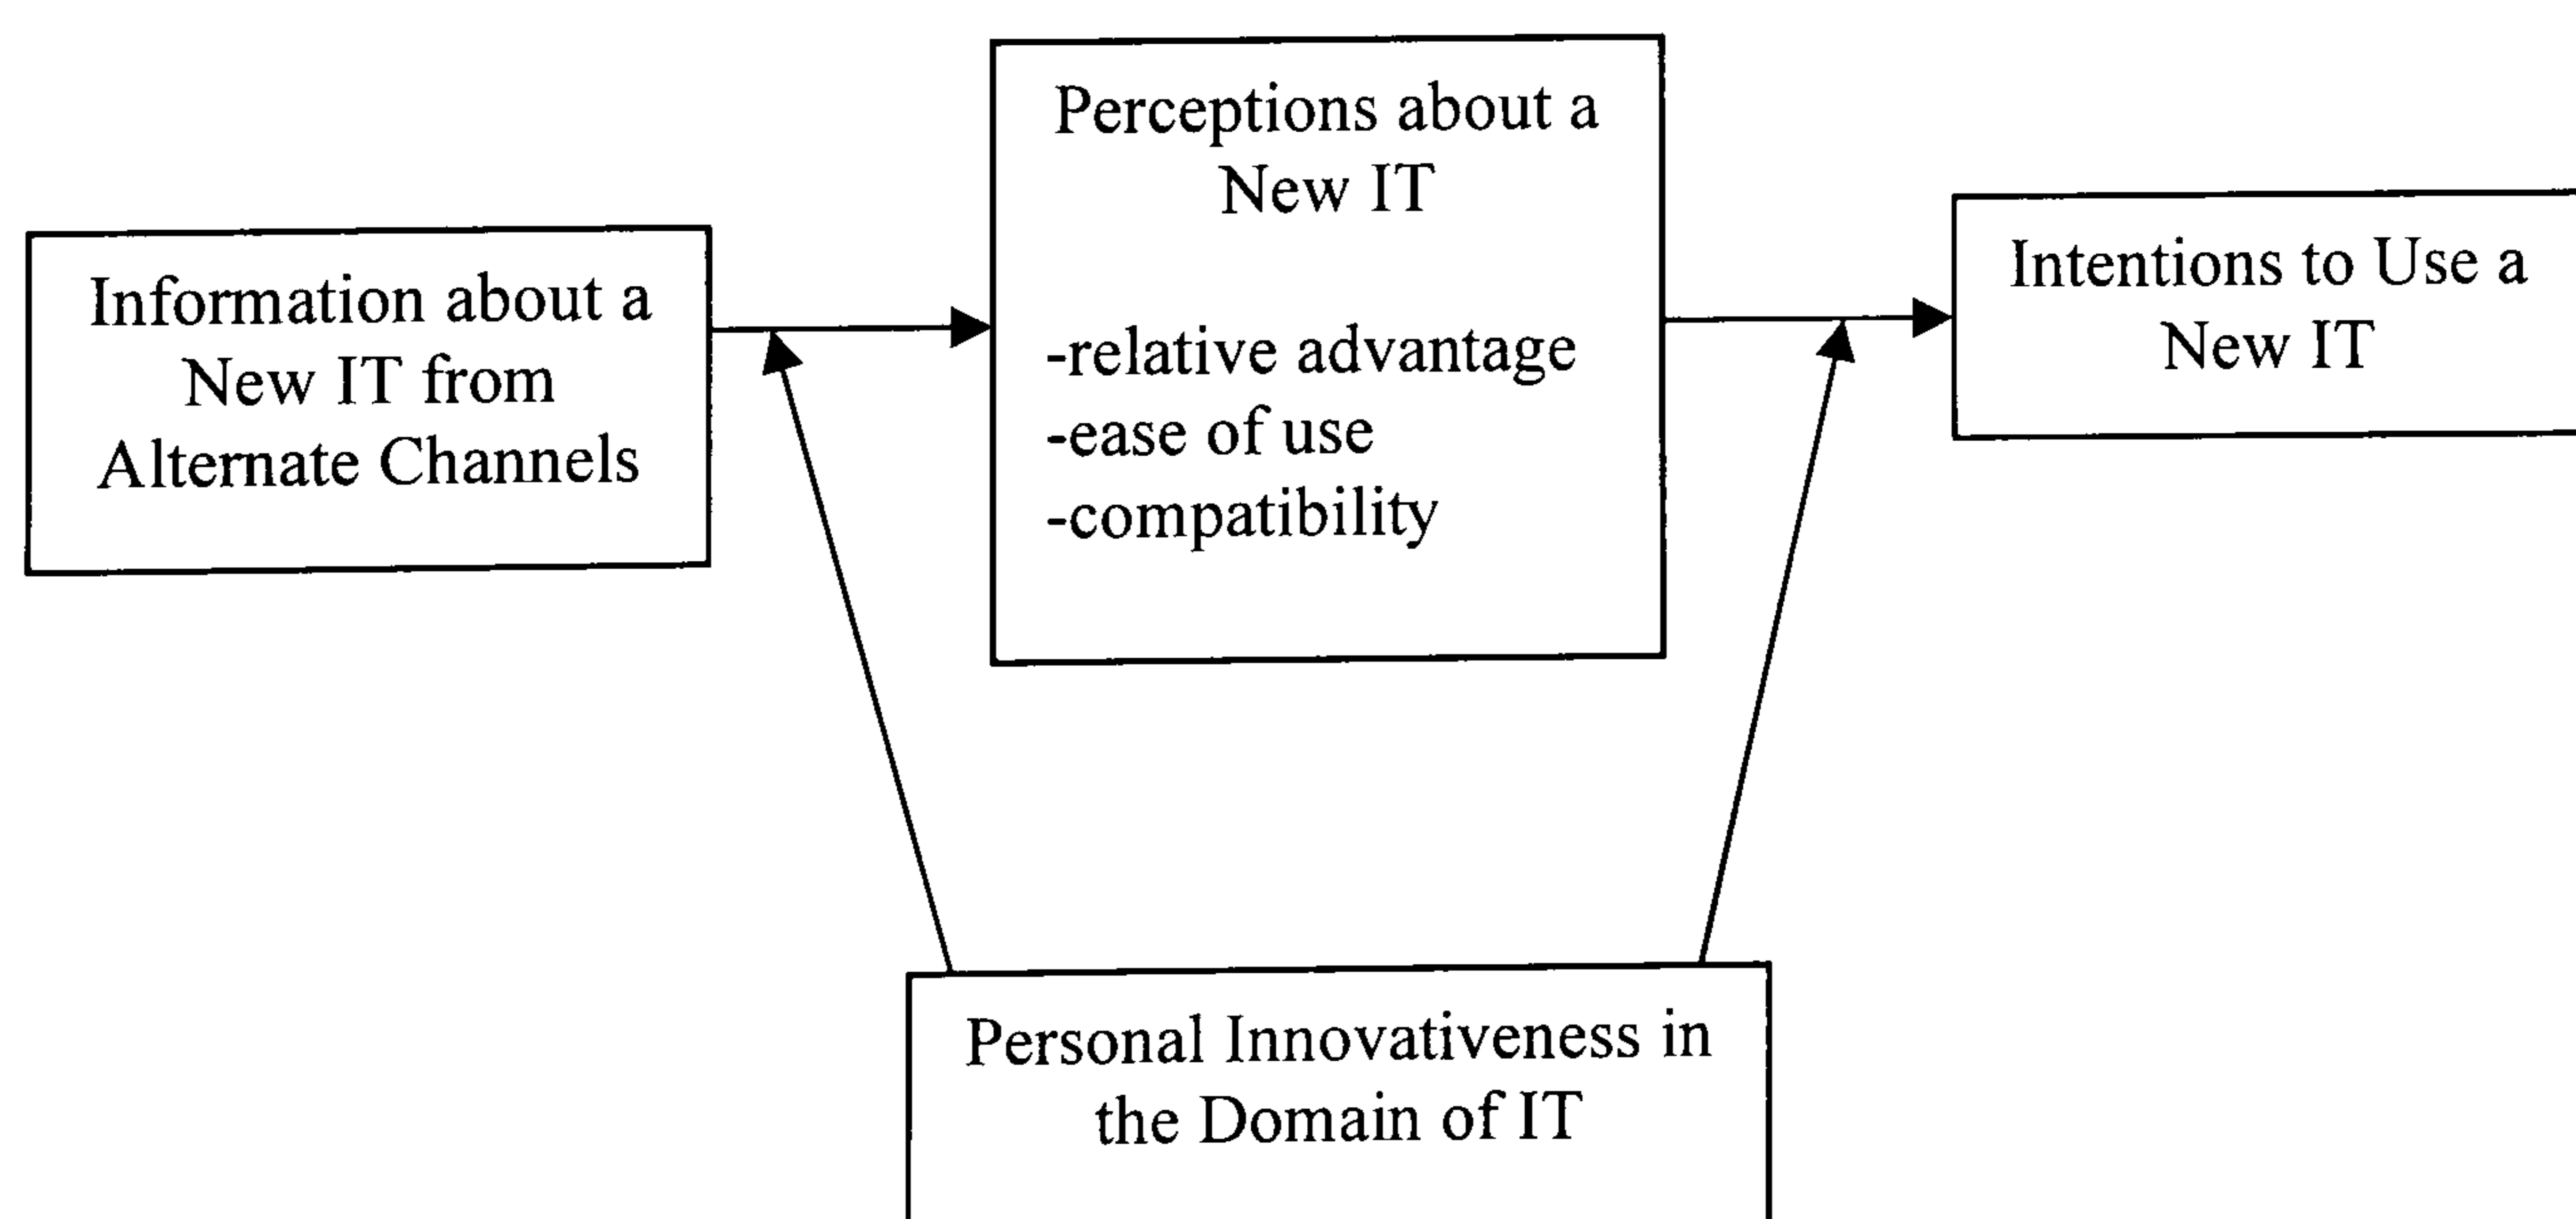 Information about a
New IT from
Alternate Channels
Perceptions about a
New IT
-relative advantage
-ease of use
-compatibility
Intentions to Use a
New IT
Personal Innovativeness in
the Domain of IT